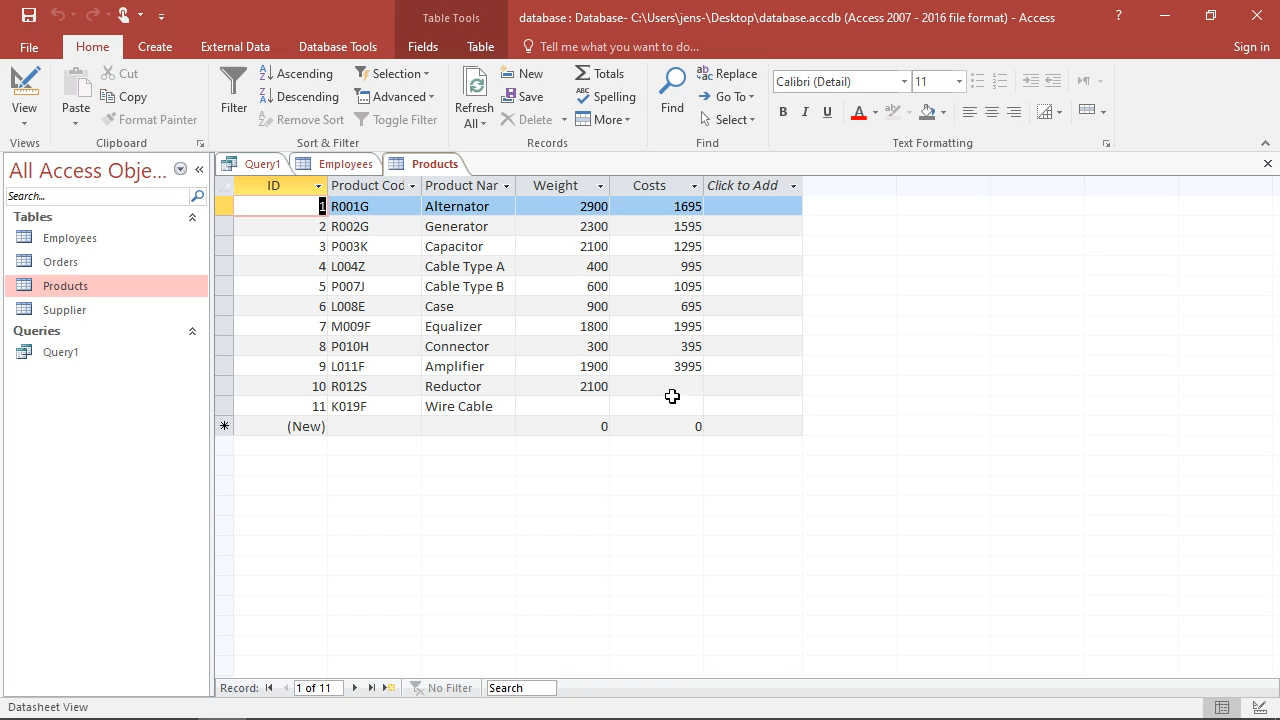 Table Tools
database : Database- C:\Users\jens-\Desktop\database.accdb (Access 2007 - 2016 file format) - Access
?
File Home Create External Data Database Tools Fields Table Tell me what you want to do... Sign in
View
Views
Paste
Cut
Copy
Format Painter
Clipboard
Filter
Ascending
Descending
Remove Sort
Selection
Advanced
Toggle Filter
Sort & Filter
Refresh
All
New
Save
Delete
Totals
Spelling
More
Records
Find
Replace
Go To
Select
Find
Calibri (Detail) 11
B I U A
Text Formatting
All Access Obje...
Search...
Tables
Employees
Orders
Products
Supplier
Queries
Query1
Query1 Employees Products
ID Product Cod Product Nar Weight Costs Click to Add
1 R001G Alternator 2900 1695
2 R002G Generator 2300 1595
3 P003K Capacitor 2100 1295
4 L004Z Cable Type A 400 995
5 P007J Cable Type B 600 1095
6 L008E Case 900 695
7 M009F Equalizer 1800 1995
8 P010H Connector 300 395
9 L011F Amplifier 1900 3995
10 R012S Reductor 2100
11 K019F Wire Cable
(New) 0 0
Record: 1 of 11 No Filter Search
Datasheet View